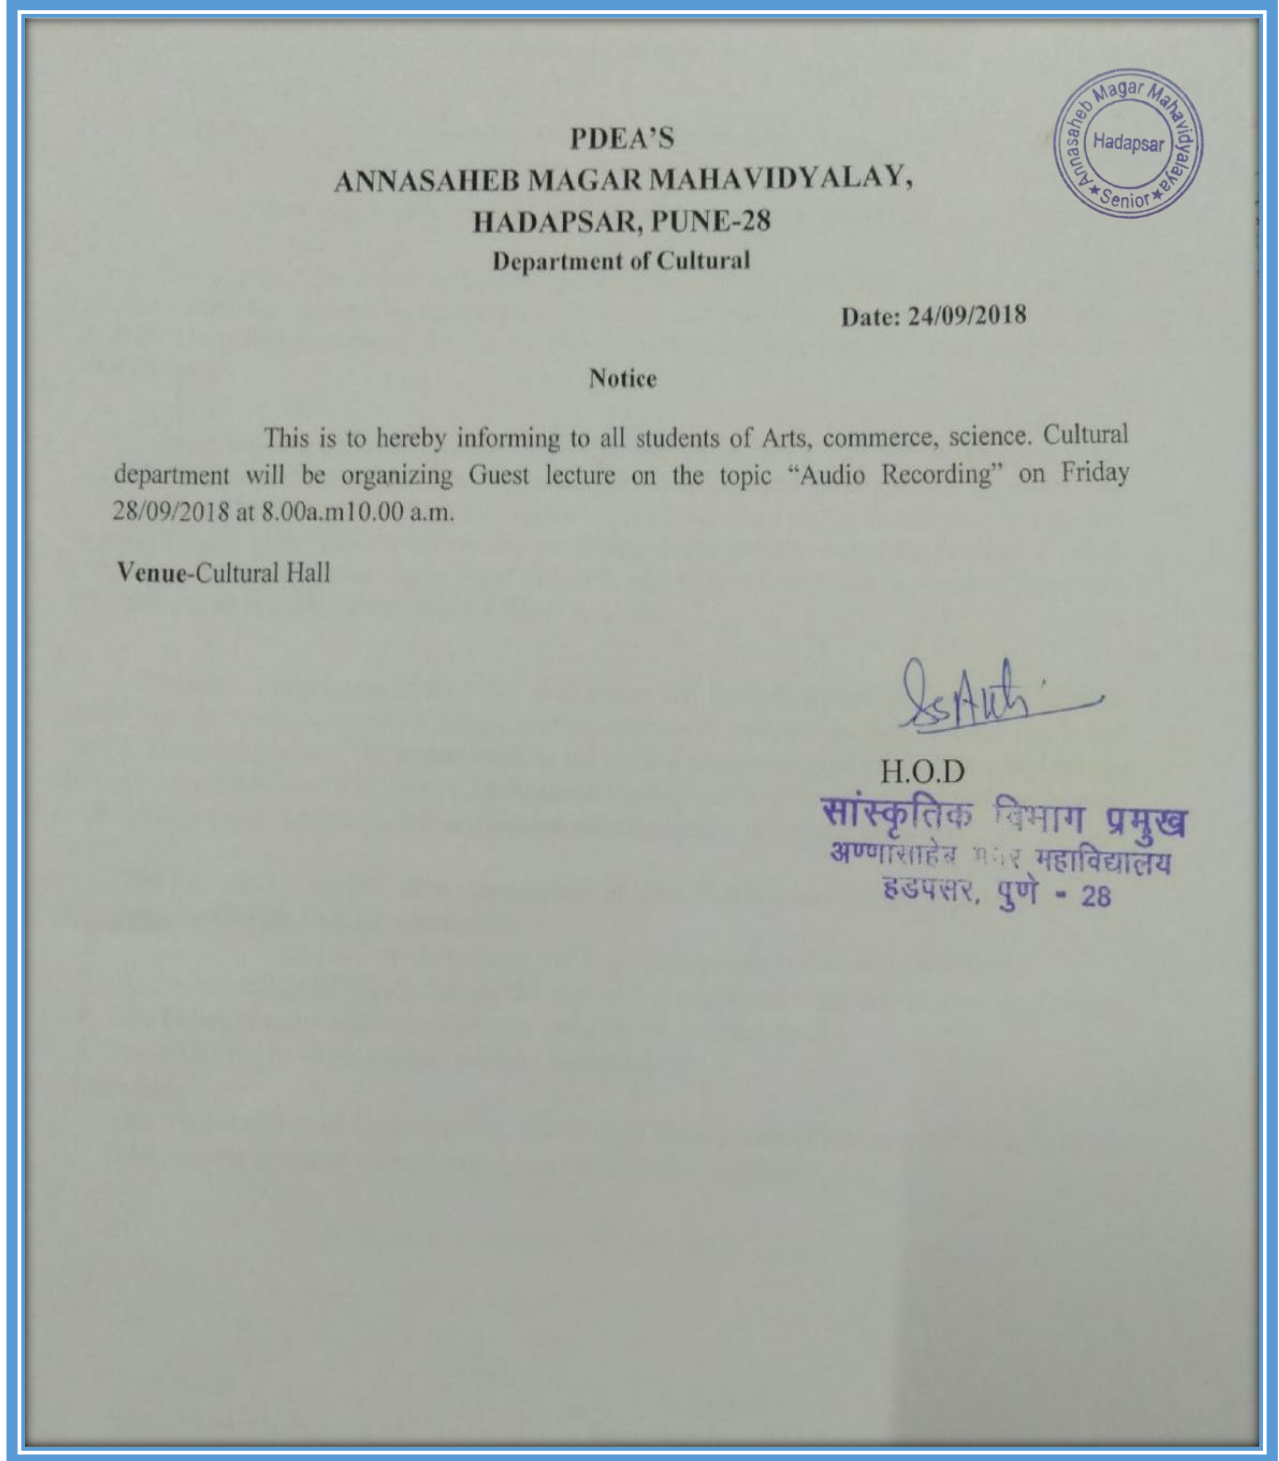 Annasaheb Magar Mahavidyalaya
Hadapsar
★Senior★
PDEA'S
ANNASAHEB MAGAR MAHAVIDYALAY,
HADAPSAR, PUNE-28
Department of Cultural
Date: 24/09/2018
Notice
This is to hereby informing to all students of Arts, commerce, science. Cultural
department will be organizing Guest lecture on the topic “Audio Recording” on Friday
28/09/2018 at 8.00a.m10.00 a.m.
Venue-Cultural Hall
H.O.D
सांस्कृतिक विभाग प्रमुख
अण्णासाहेब मगर महाविद्यालय
हडपसर, पुणे - 28